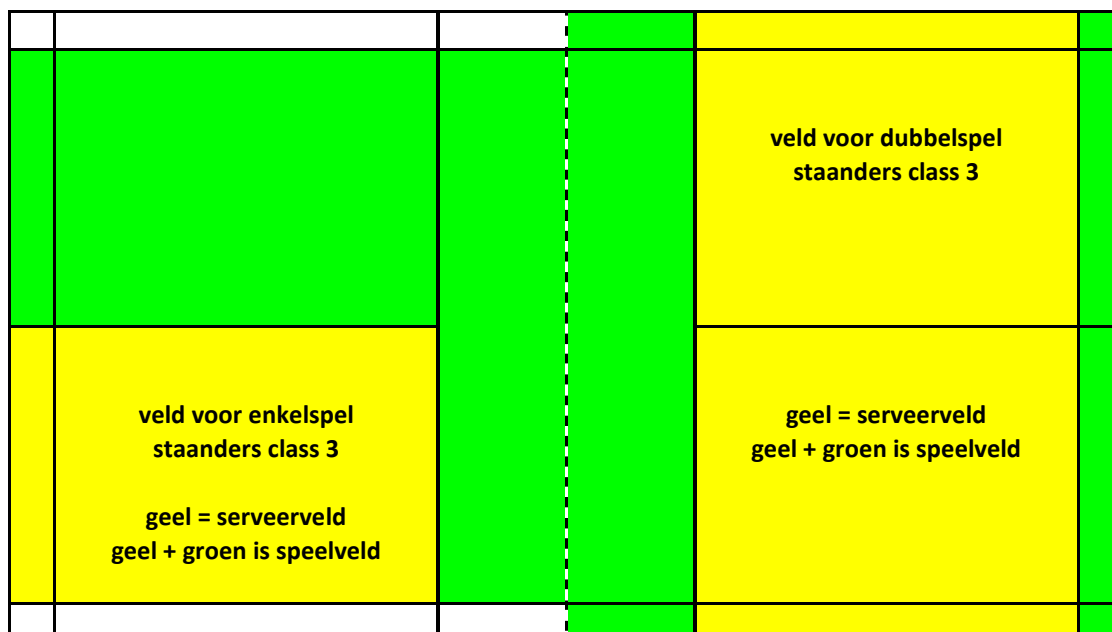 veld voor dubbelspel
staanders class 3
veld voor enkelspel
staanders class 3
geel = serveerveld
geel + groen is speelveld
geel = serveerveld
geel + groen is speelveld